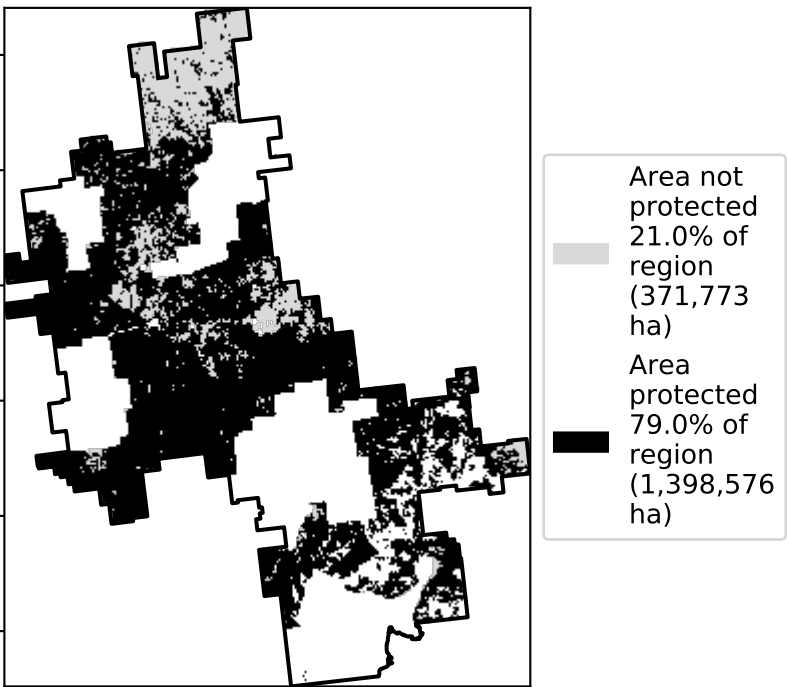 Area not
protected
21.0% of
region
(371,773
ha)
Area
protected
79.0% of
region
(1,398,576
ha)